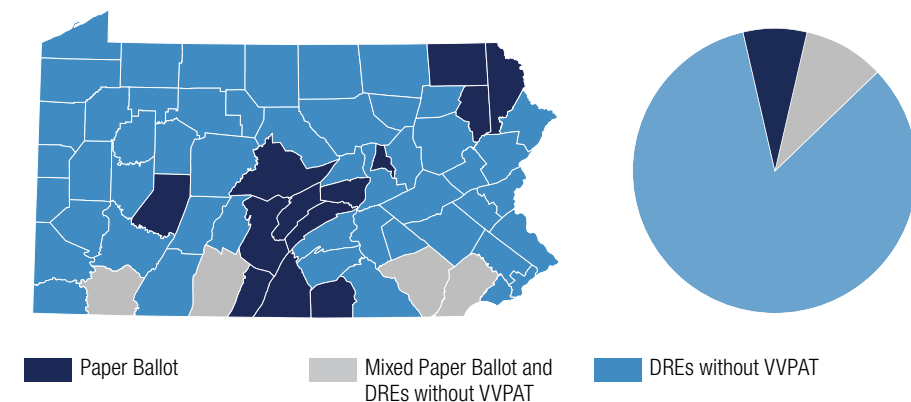 Paper Ballot
Mixed Paper Ballot and
DREs without VVPAT
DREs without VVPAT